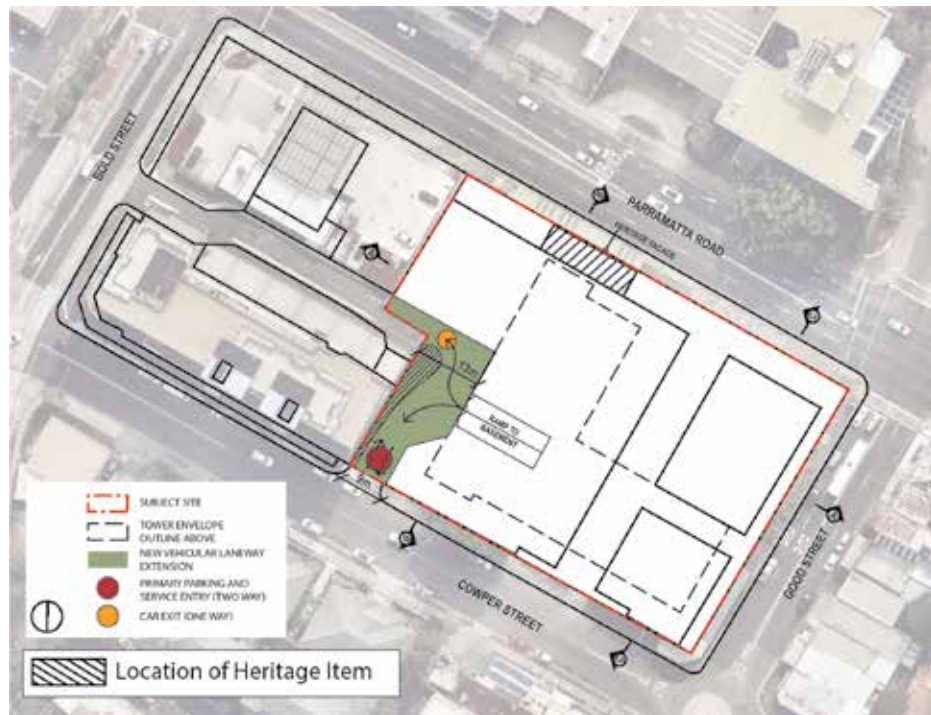 BOLD STREET
PARRAMATTA ROAD
HERITAGE FACADE
12m
RAMP TO
BASEMENT
9m
COWPER STREET
GOOD STREET
SUBJECT SITE
TOWER ENVELOPE
OUTLINE ABOVE
NEW VEHICULAR LANEWAY
EXTENSION
PRIMARY PARKING AND
SERVICE ENTRY (TWO WAY)
CAR EXIT (ONE WAY)
Location of Heritage Item